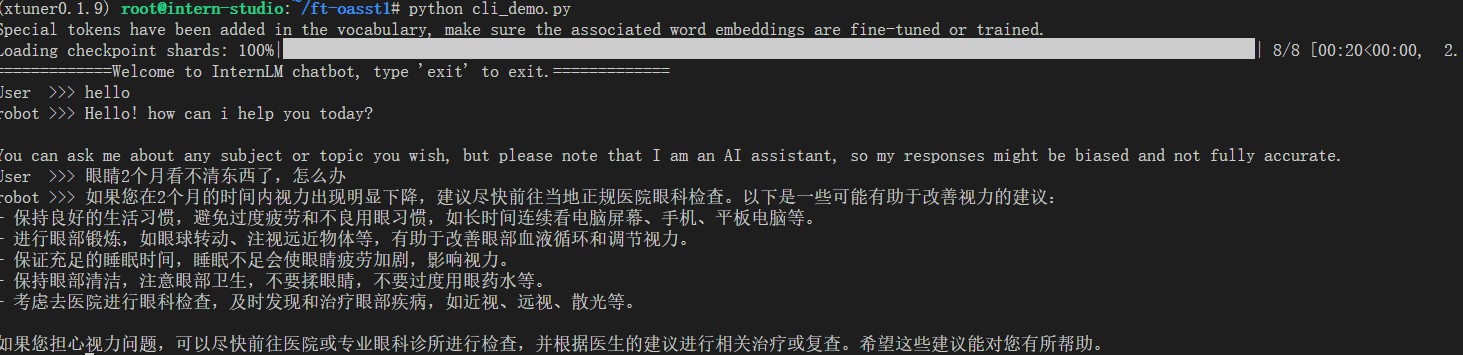 (xtuner0.1.9) root@intern-studio:~/ft-oasst1# python cli_demo.py
Special tokens have been added in the vocabulary, make sure the associated word embeddings are fine-tuned or trained.
Loading checkpoint shards: 100%| | 8/8 [00:20<00:00, 2.
=============Welcome to InternLM chatbot, type 'exit' to exit.=============
User >>> hello
robot >>> Hello! how can i help you today?
You can ask me about any subject or topic you wish, but please note that I am an AI assistant, so my responses might be biased and not fully accurate.
User >>> 眼睛2个月看不清东西了，怎么办
robot >>> 如果您在2个月的时间内视力出现明显下降，建议尽快前往当地正规医院眼科检查。以下是一些可能有助于改善视力的建议：
- 保持良好的生活习惯，避免过度疲劳和不良用眼习惯，如长时间连续看电脑屏幕、手机、平板电脑等。
- 进行眼部锻炼，如眼球转动、注视远近物体等，有助于改善眼部血液循环和调节视力。
- 保证充足的睡眠时间，睡眠不足会使眼睛疲劳加剧，影响视力。
- 保持眼部清洁，注意眼部卫生，不要揉眼睛，不要过度用眼药水等。
- 考虑去医院进行眼科检查，及时发现和治疗眼部疾病，如近视、远视、散光等。
如果您担心视力问题，可以尽快前往医院或专业眼科诊所进行检查，并根据医生的建议进行相关治疗或复查。希望这些建议能对您有所帮助。